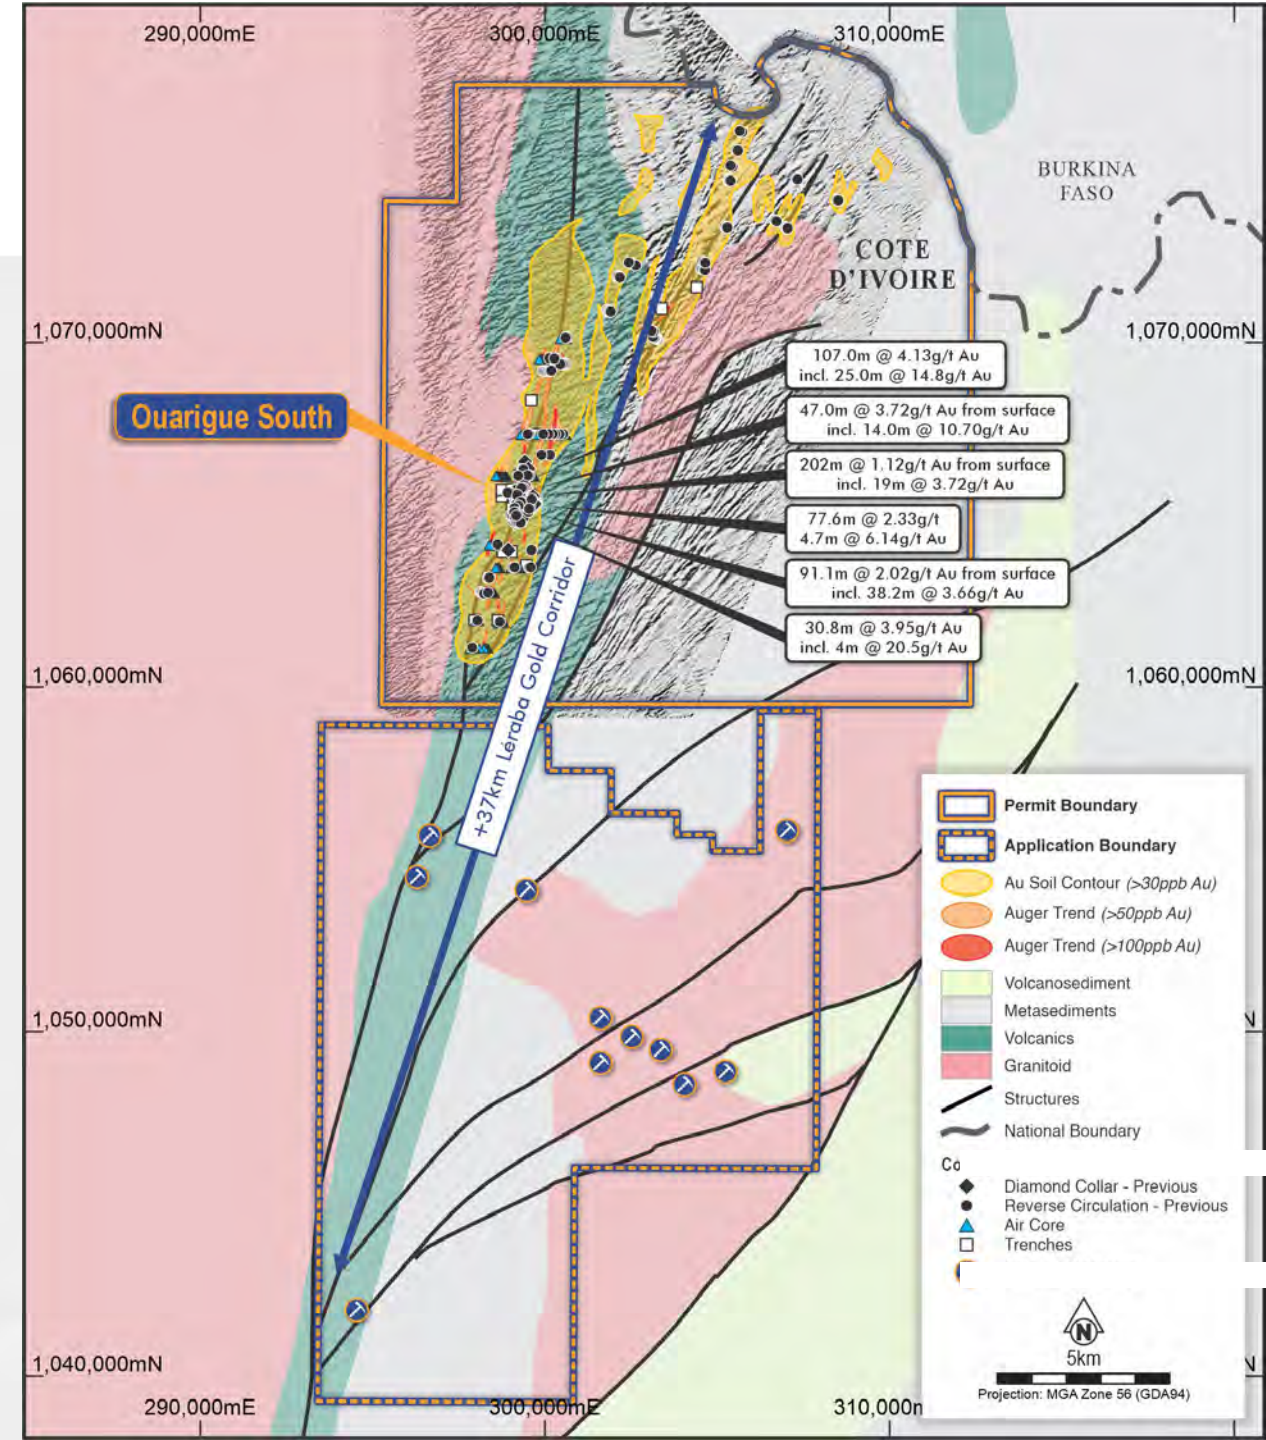 290,000mE
300,000mE
310,000mE
BURKINA
FASO
COTE
D'IVOIRE
1,070,000mN
1,070,000mN
107.0m @ 4.13g/t Au
incl. 25.0m @ 14.8g/t Au
Ouarigue South
47.0m @ 3.72g/t Au from surface
incl. 14.0m @ 10.70g/t Au
202m @ 1.12g/t Au from surface
incl. 19m @ 3.72g/t Au
77.6m @ 2.33g/t
4.7m @ 6.14g/t Au
91.1m @ 2.02g/t Au from surface
incl. 38.2m @ 3.66g/t Au
30.8m @ 3.95g/t Au
incl. 4m @ 20.5g/t Au
1,060,000mN
1,060,000mN
+37km Léraba Gold Corridor
Permit Boundary
Application Boundary
Au Soil Contour (>30ppb Au)
Auger Trend (>50ppb Au)
Auger Trend (>100ppb Au)
Volcanosediment
Metasediments
Volcanics
Granitoid
Structures
National Boundary
Diamond Collar - Previous
Reverse Circulation - Previous
Air Core
Trenches
N
5km
Projection: MGA Zone 56 (GDA94)
1,050,000mN
N
1,040,000mN
N
290,000mE
300,000mE
310,000m